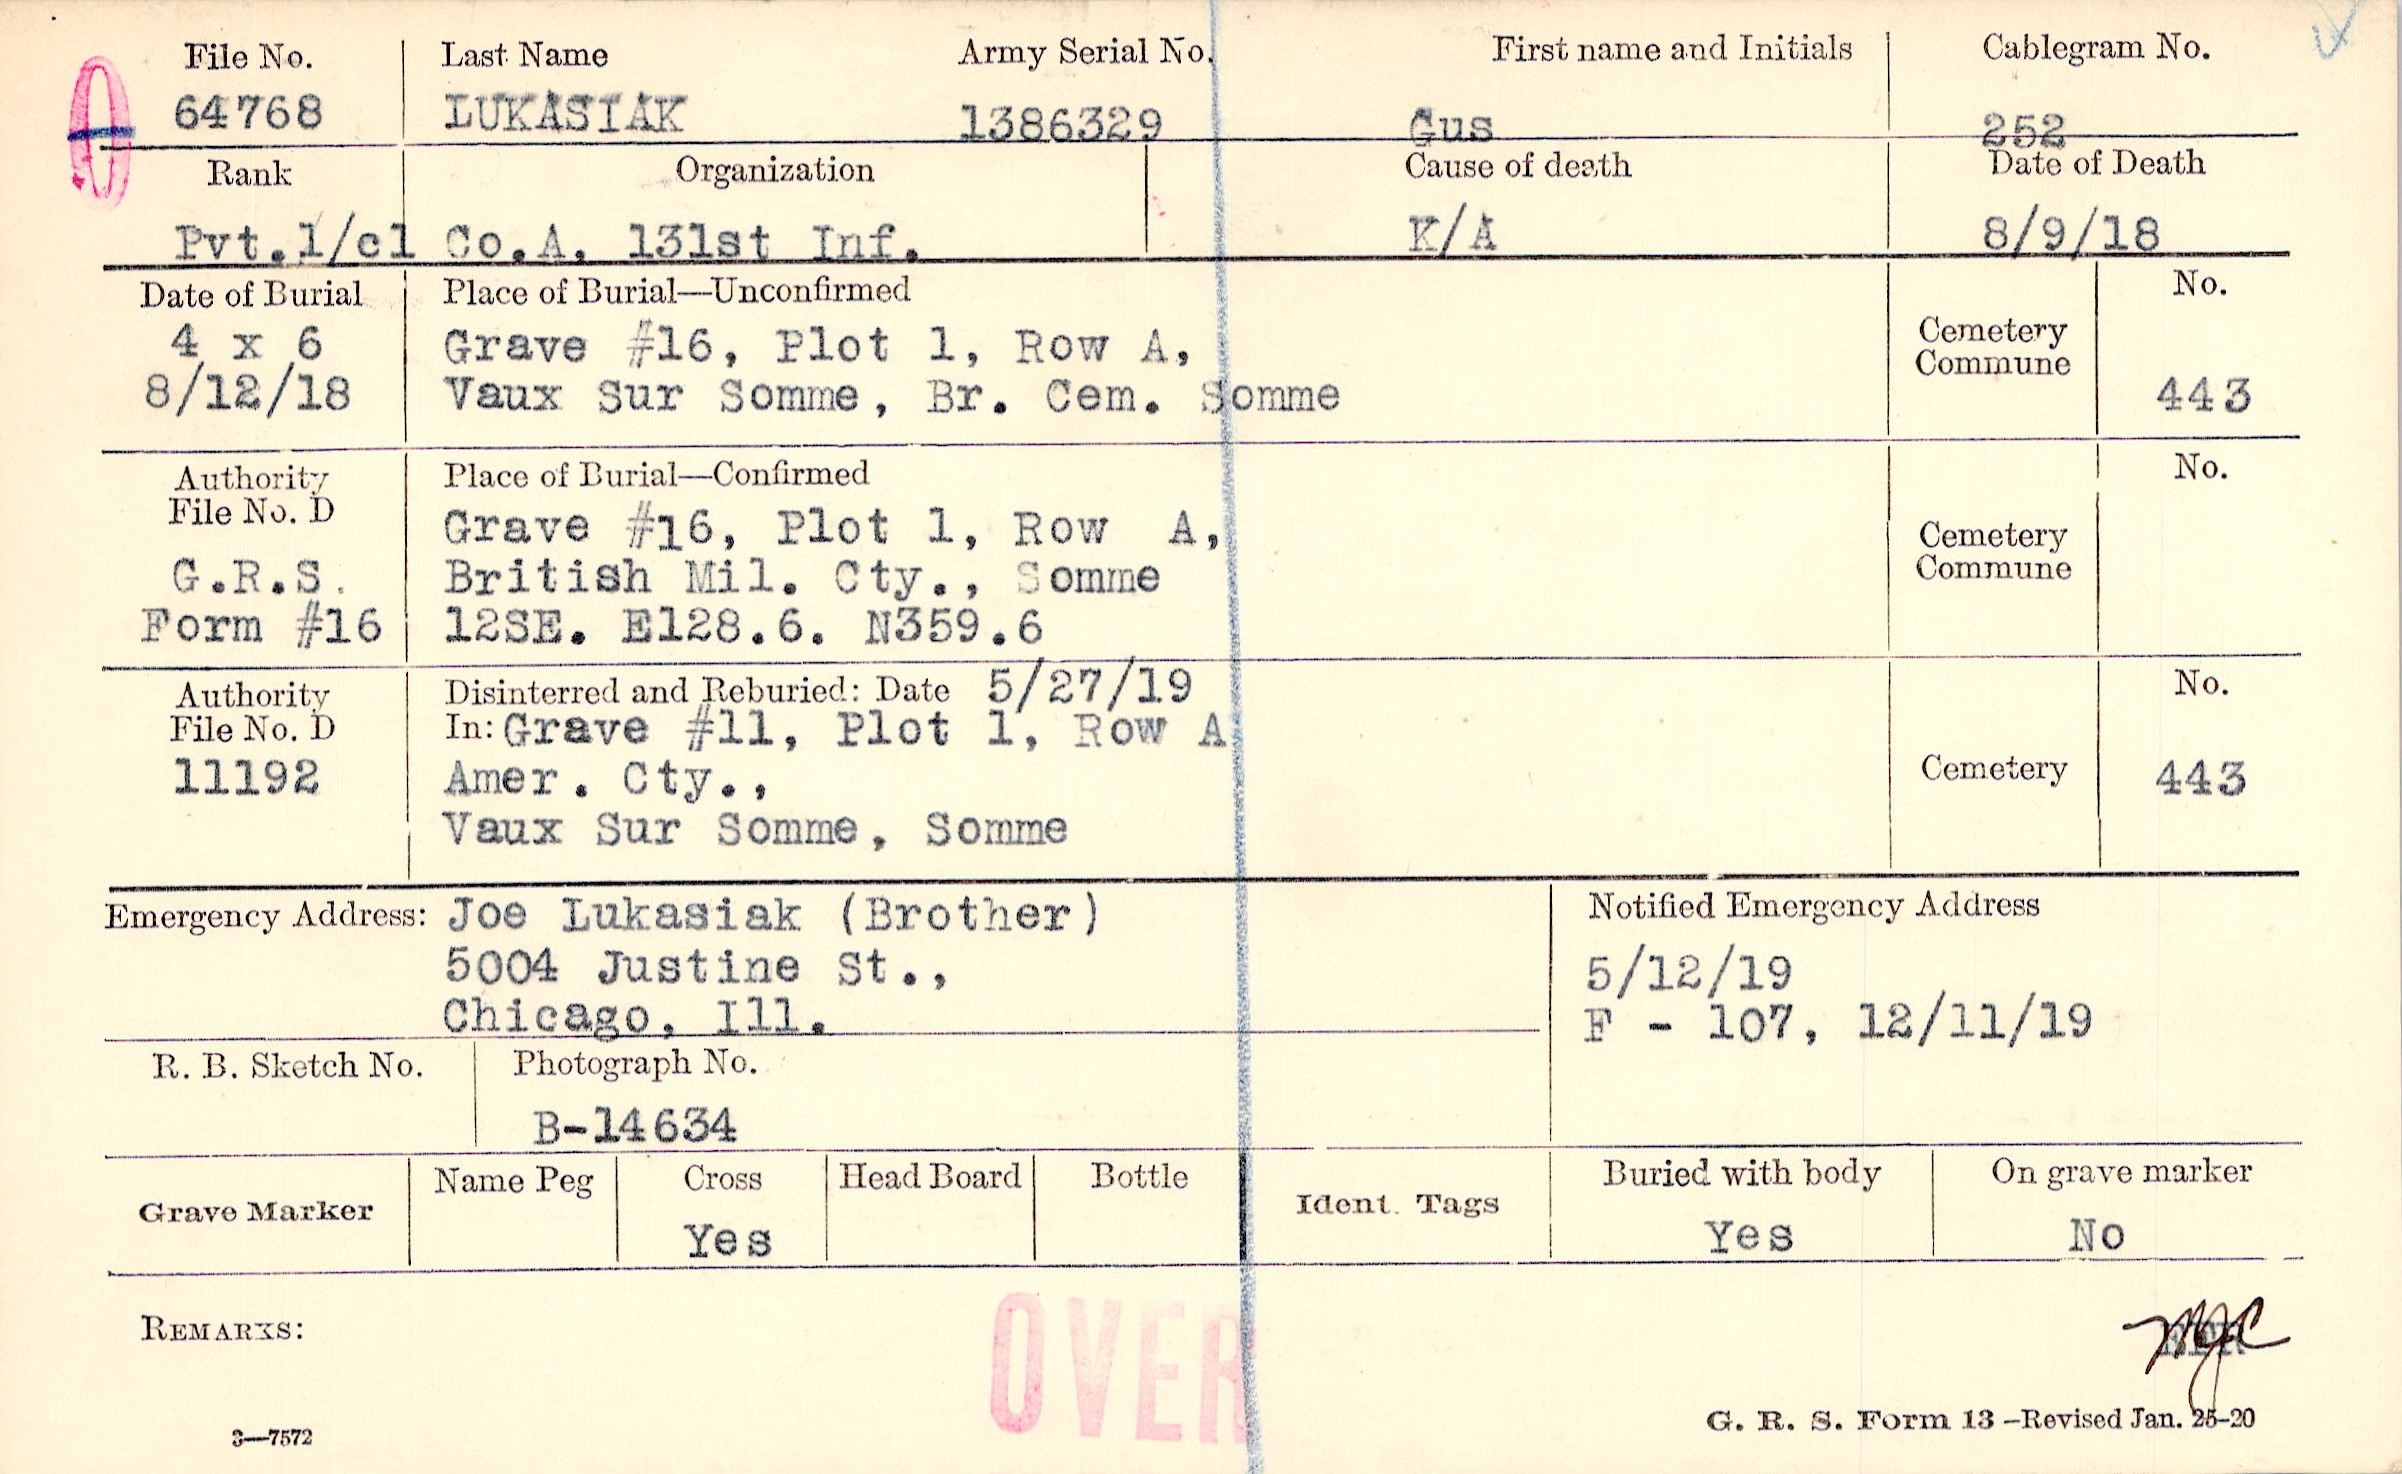 File No. Last Name Army Serial No. First name and Initials Cablegram No.
64768 LUKASIAK 1386329 Gus 252
Rank Organization Cause of death Date of Death
Pvt.1/cl Co.A. 131st Inf. K/A 8/9/18
Date of Burial Place of Burial—Unconfirmed No.
4 x 6 Grave #16, Plot 1, Row A, Cemetery
Commune
8/12/18 Vaux Sur Somme, Br. Cem. Somme 443
Authority Place of Burial—Confirmed No.
File No. D Grave #16, Plot 1, Row A, Cemetery
G.R.S. British Mil. Cty., Somme Commune
Form #16 12SE. E128.6. N359.6
Authority Disinterred and Reburied: Date 5/27/19 No.
File No. D In: Grave #11, Plot 1, Row A
11192 Amer. Cty., Cemetery 443
Vaux Sur Somme, Somme
Emergency Address: Joe Lukasiak (Brother) Notified Emergency Address
5004 Justine St., 5/12/19
Chicago, Ill. F - 107, 12/11/19
R. B. Sketch No. Photograph No.
B-14634
Grave Marker Name Peg Cross Head Board Bottle Ident. Tags Buried with body On grave marker
Yes Yes No
REMARKS:
OVER
3—7572 G. R. S. Form 13—Revised Jan. 25-20